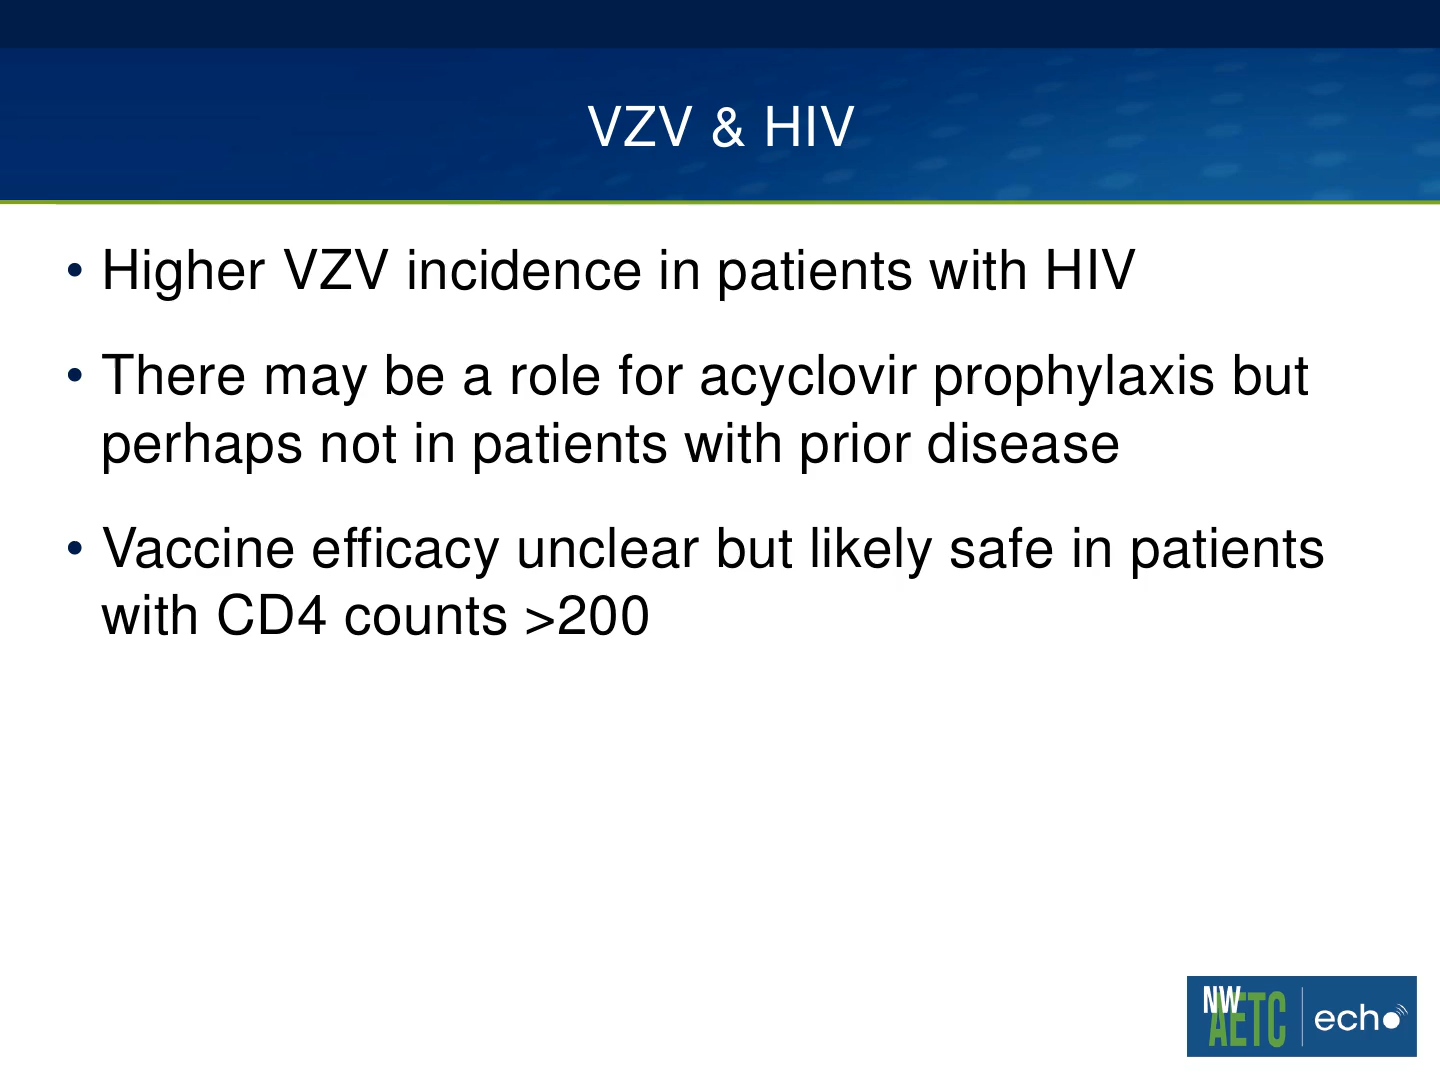 VZV & HIV
• Higher VZV incidence in patients with HIV
• There may be a role for acyclovir prophylaxis but
perhaps not in patients with prior disease
• Vaccine efficacy unclear but likely safe in patients
with CD4 counts >200
NW
AETC
echo